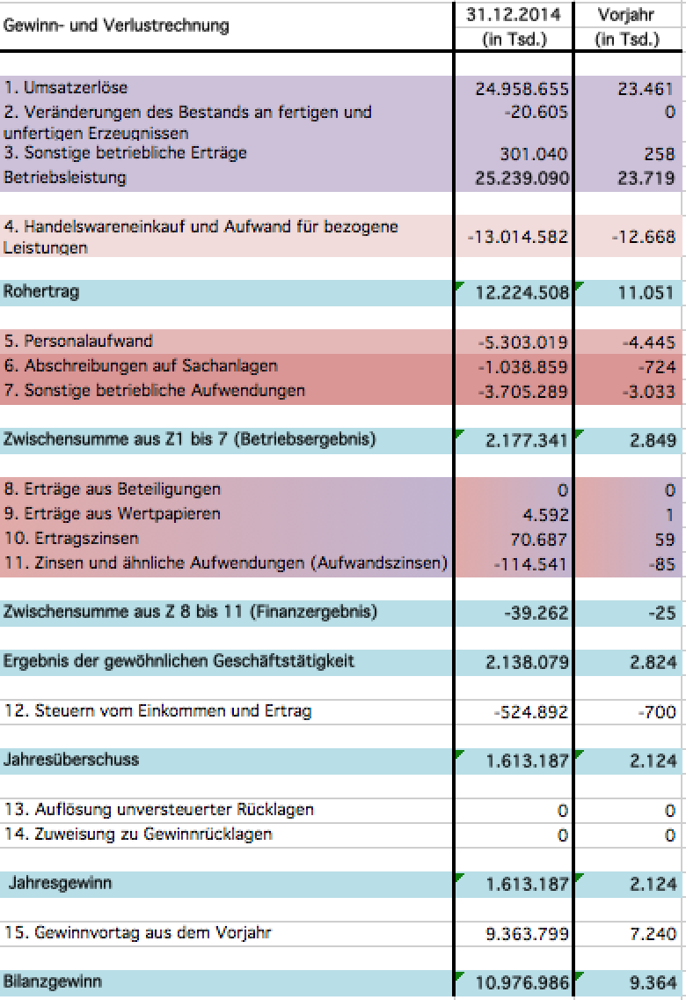 Gewinn- und Verlustrechnung 31.12.2014 Vorjahr
(in Tsd.) (in Tsd.)
1. Umsatzerlöse 24.958.655 23.461
2. Veränderungen des Bestands an fertigen und -20.605 0
unfertigen Erzeugnissen
3. Sonstige betriebliche Erträge 301.040 258
Betriebsleistung 25.239.090 23.719
4. Handelswareneinkauf und Aufwand für bezogene
Leistungen -13.014.582 -12.668
Rohertrag 12.224.508 11.051
5. Personalaufwand -5.303.019 -4.445
6. Abschreibungen auf Sachanlagen -1.038.859 -724
7. Sonstige betriebliche Aufwendungen -3.705.289 -3.033
Zwischensumme aus Z1 bis 7 (Betriebsergebnis) 2.177.341 2.849
8. Erträge aus Beteiligungen 0 0
9. Erträge aus Wertpapieren 4.592 1
10. Ertragszinsen 70.687 59
11. Zinsen und ähnliche Aufwendungen (Aufwandszinsen) -114.541 -85
Zwischensumme aus Z 8 bis 11 (Finanzergebnis) -39.262 -25
Ergebnis der gewöhnlichen Geschäftstätigkeit 2.138.079 2.824
12. Steuern vom Einkommen und Ertrag -524.892 -700
Jahresüberschuss 1.613.187 2.124
13. Auflösung unversteuerter Rücklagen 0 0
14. Zuweisung zu Gewinnrücklagen 0 0
Jahresgewinn 1.613.187 2.124
15. Gewinnvortag aus dem Vorjahr 9.363.799 7.240
Bilanzgewinn 10.976.986 9.364